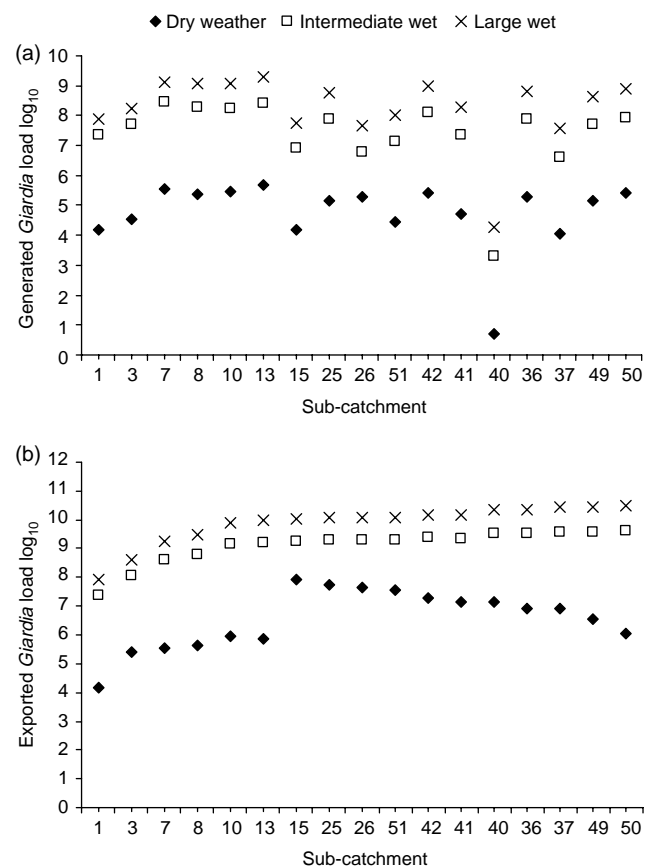 Dry weather Intermediate wet Large wet
(a)
Generated Giardia load log10
10
9
8
7
6
5
4
3
2
1
0
1 3 7 8 10 13 15 25 26 51 42 41 40 36 37 49 50
Sub-catchment
(b)
Exported Giardia load log10
12
11
10
9
8
7
6
5
4
3
2
1
0
1 3 7 8 10 13 15 25 26 51 42 41 40 36 37 49 50
Sub-catchment